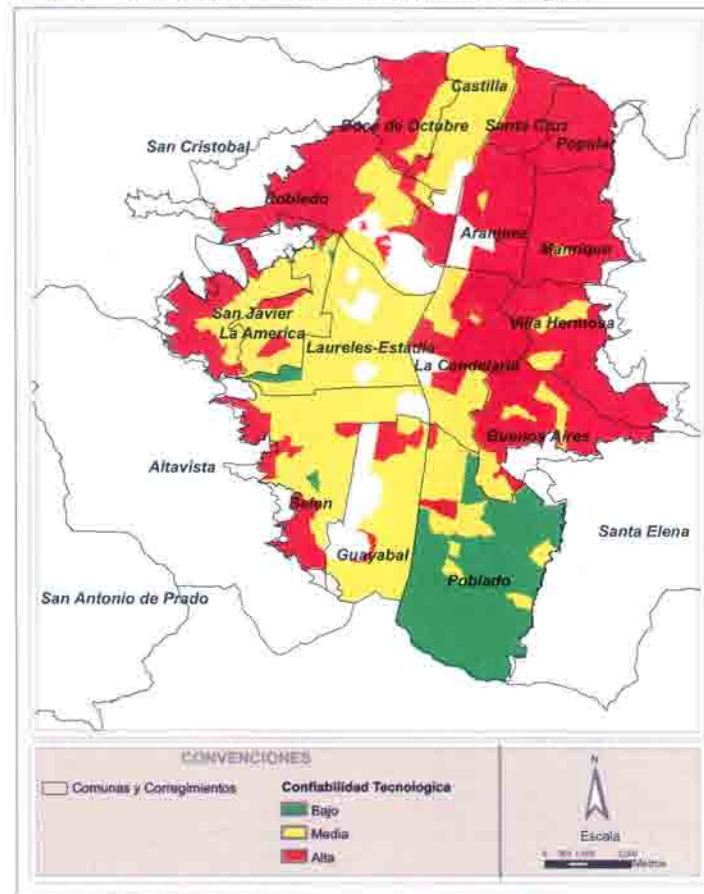 Castilla
Doce de Octubre
Santa Cruz
San Cristobal
Popular
Robledo
Aranjuez
Manrique
San Javier
La America
Villa Hermosa
Laureles-Estadio
La Candelaria
Buenos Aires
Altavista
Belen
Santa Elena
Guayabal
Poblado
San Antonio de Prado
CONVENCIONES
Comunas y Corregimientos
Confiabilidad Tecnologica
Bajo
Media
Alta
N
Escala
Metros